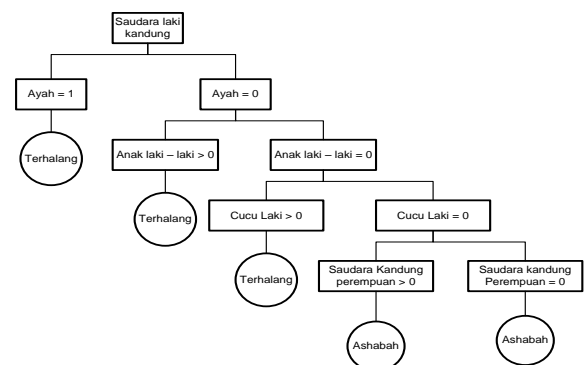 Saudara laki
kandung
Ayah = 1
Ayah = 0
Terhalang
Anak laki – laki > 0
Anak laki – laki = 0
Terhalang
Cucu Laki > 0
Cucu Laki = 0
Terhalang
Saudara Kandung
perempuan > 0
Saudara kandung
Perempuan = 0
Ashabah
Ashabah